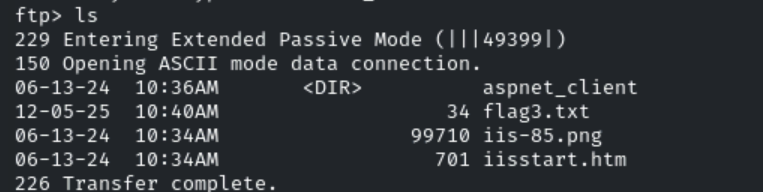 ftp> ls
229 Entering Extended Passive Mode (|||49399|)
150 Opening ASCII mode data connection.
06-13-24  10:36AM       <DIR>          aspnet_client
12-05-25  10:40AM                   34 flag3.txt
06-13-24  10:34AM                99710 iis-85.png
06-13-24  10:34AM                  701 iisstart.htm
226 Transfer complete.